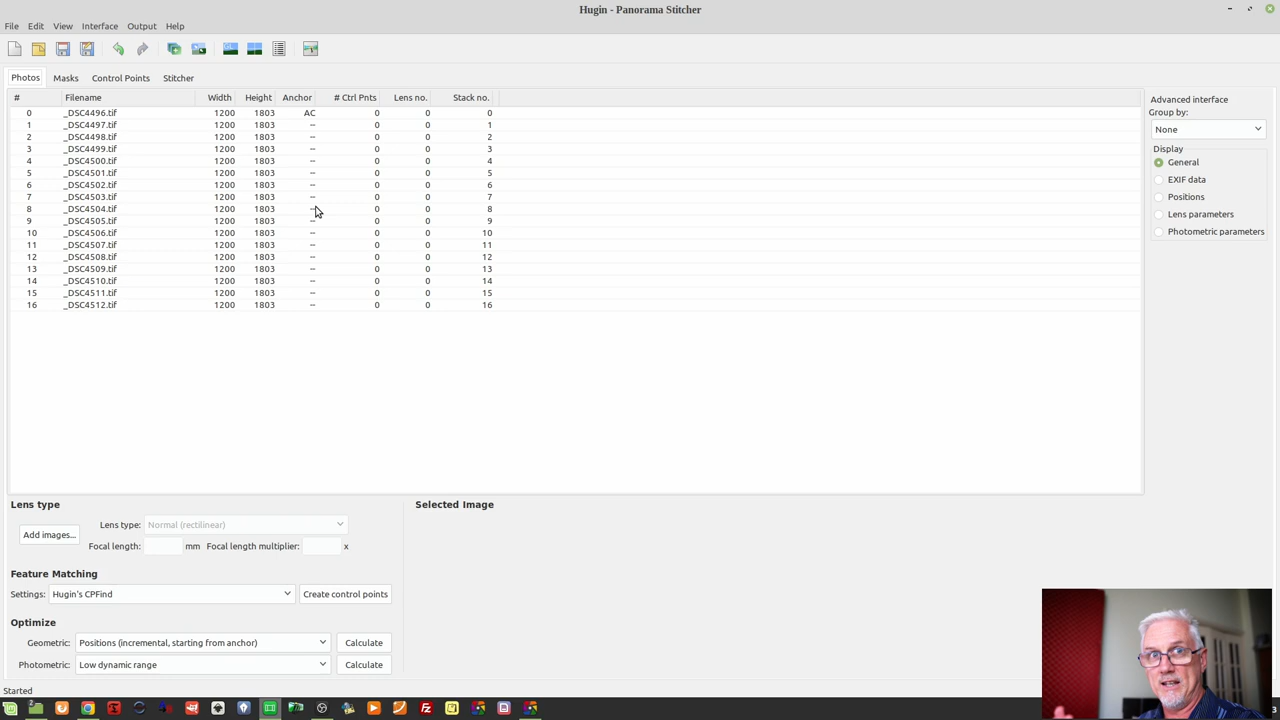 Hugin - Panorama Stitcher
File Edit View Interface Output Help
Photos Masks Control Points Stitcher
# Filename Width Height Anchor # Ctrl Pnts Lens no. Stack no.
0 _DSC4496.tif 1200 1803 AC 0 0 0
1 _DSC4497.tif 1200 1803 -- 0 0 1
2 _DSC4498.tif 1200 1803 -- 0 0 2
3 _DSC4499.tif 1200 1803 -- 0 0 3
4 _DSC4500.tif 1200 1803 -- 0 0 4
5 _DSC4501.tif 1200 1803 -- 0 0 5
6 _DSC4502.tif 1200 1803 -- 0 0 6
7 _DSC4503.tif 1200 1803 -- 0 0 7
8 _DSC4504.tif 1200 1803 -- 0 0 8
9 _DSC4505.tif 1200 1803 -- 0 0 9
10 _DSC4506.tif 1200 1803 -- 0 0 10
11 _DSC4507.tif 1200 1803 -- 0 0 11
12 _DSC4508.tif 1200 1803 -- 0 0 12
13 _DSC4509.tif 1200 1803 -- 0 0 13
14 _DSC4510.tif 1200 1803 -- 0 0 14
15 _DSC4511.tif 1200 1803 -- 0 0 15
16 _DSC4512.tif 1200 1803 -- 0 0 16
Advanced interface
Group by:
None
Display
General
EXIF data
Positions
Lens parameters
Photometric parameters
Lens type
Add images...
Lens type: Normal (rectilinear)
Focal length: mm Focal length multiplier: x
Selected Image
Feature Matching
Settings: Hugin's CPFind Create control points
Optimize
Geometric: Positions (incremental, starting from anchor) Calculate
Photometric: Low dynamic range Calculate
Started